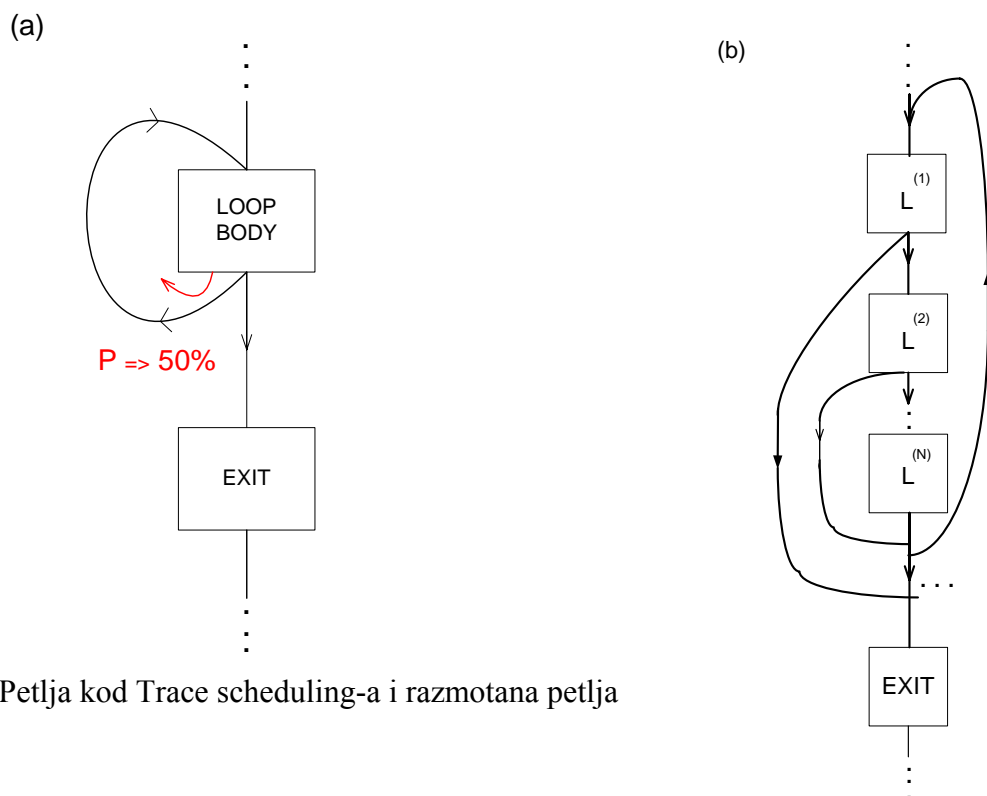 (a)
LOOP
BODY
P => 50%
EXIT
Petlja kod Trace scheduling-a i razmotana petlja
(b)
L(1)
L(2)
L(N)
EXIT